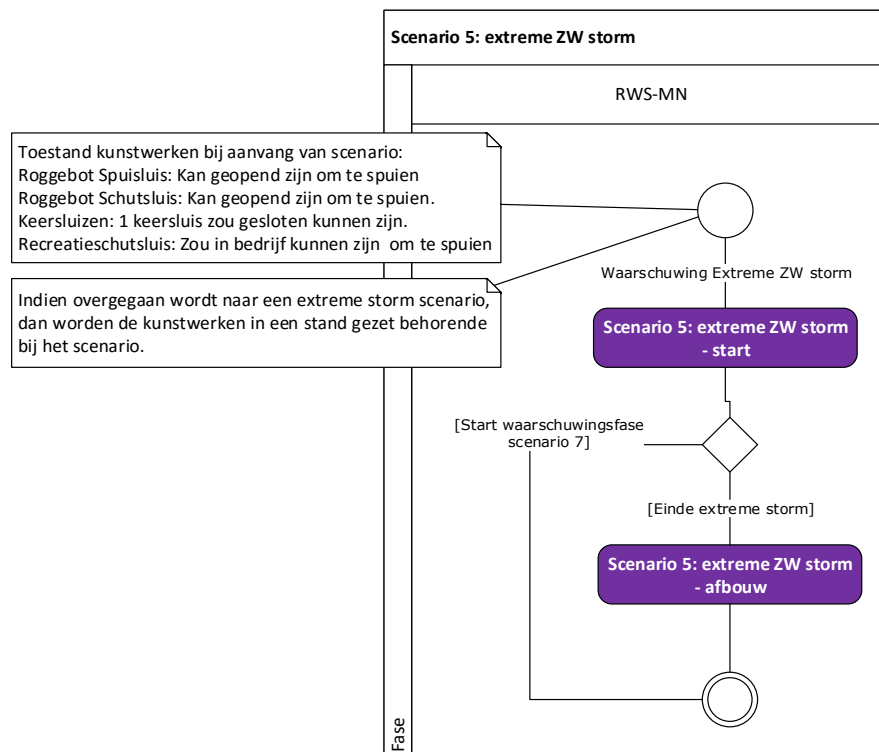 Scenario 5: extreme ZW storm
RWS-MN
Toestand kunstwerken bij aanvang van scenario:
Roggebot Spuisluis: Kan geopend zijn om te spuien
Roggebot Schutsluis: Kan geopend zijn om te spuien.
Keersluizen: 1 keersluis zou gesloten kunnen zijn.
Recreatieschutsluis: Zou in bedrijf kunnen zijn om te spuien
Indien overgegaan wordt naar een extreme storm scenario,
dan worden de kunstwerken in een stand gezet behorende
bij het scenario.
Waarschuwing Extreme ZW storm
Scenario 5: extreme ZW storm
- start
[Start waarschuwingsfase
scenario 7]
[Einde extreme storm]
Scenario 5: extreme ZW storm
- afbouw
Fase